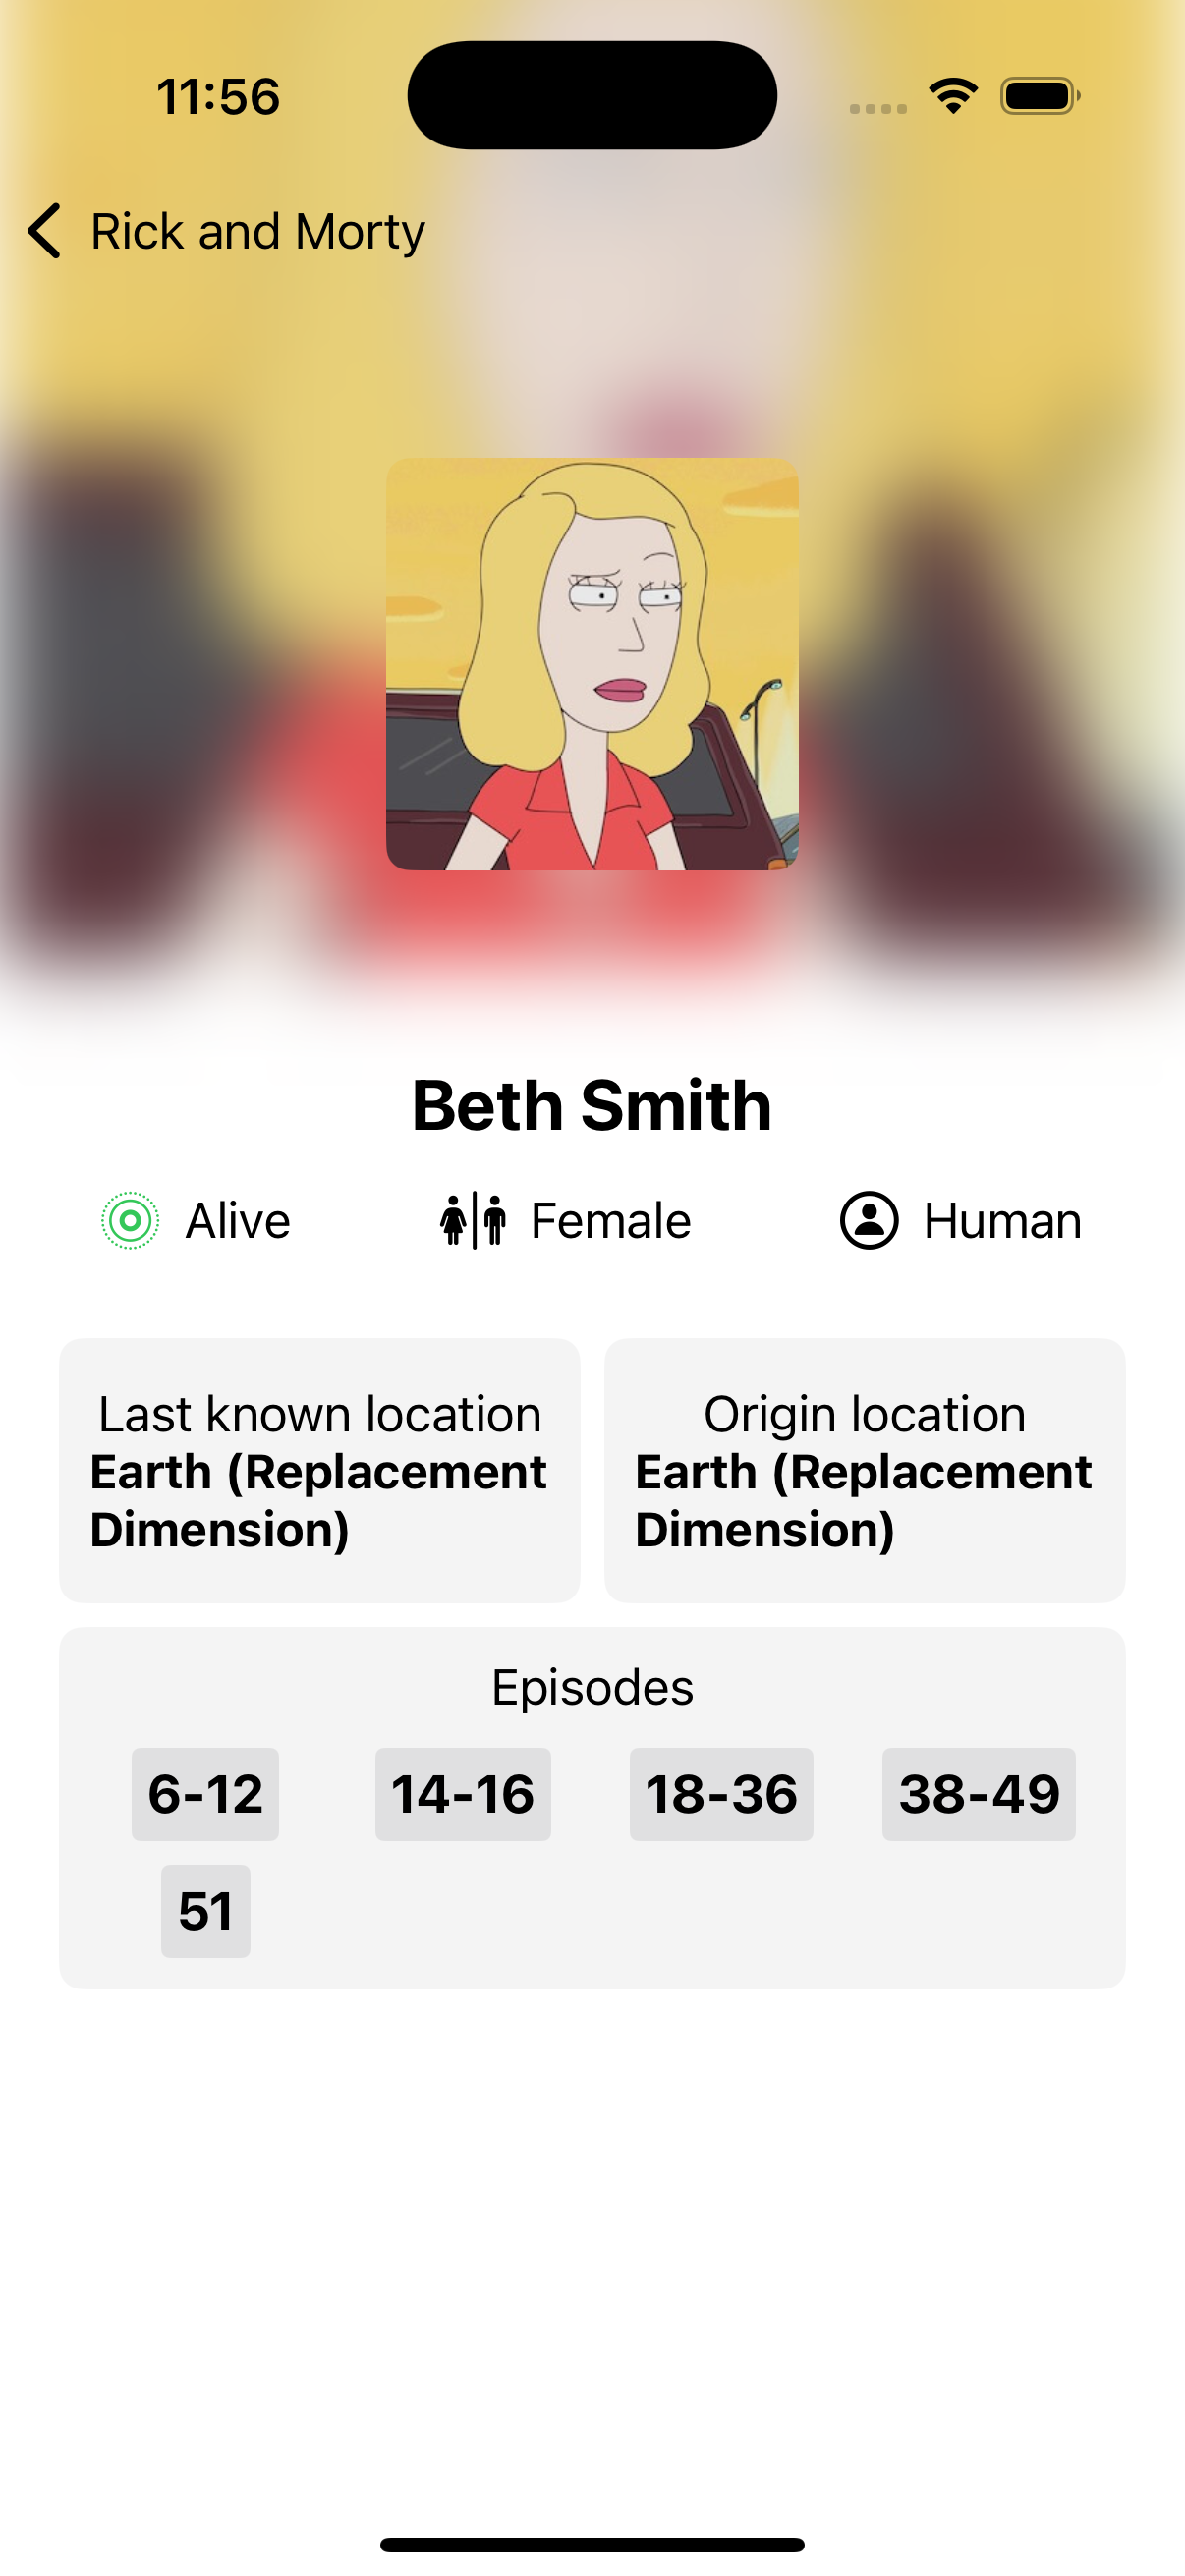 11:56
Rick and Morty
Beth Smith
Alive
Female
Human
Last known location
Earth (Replacement
Dimension)
Origin location
Earth (Replacement
Dimension)
Episodes
6-12
14-16
18-36
38-49
51